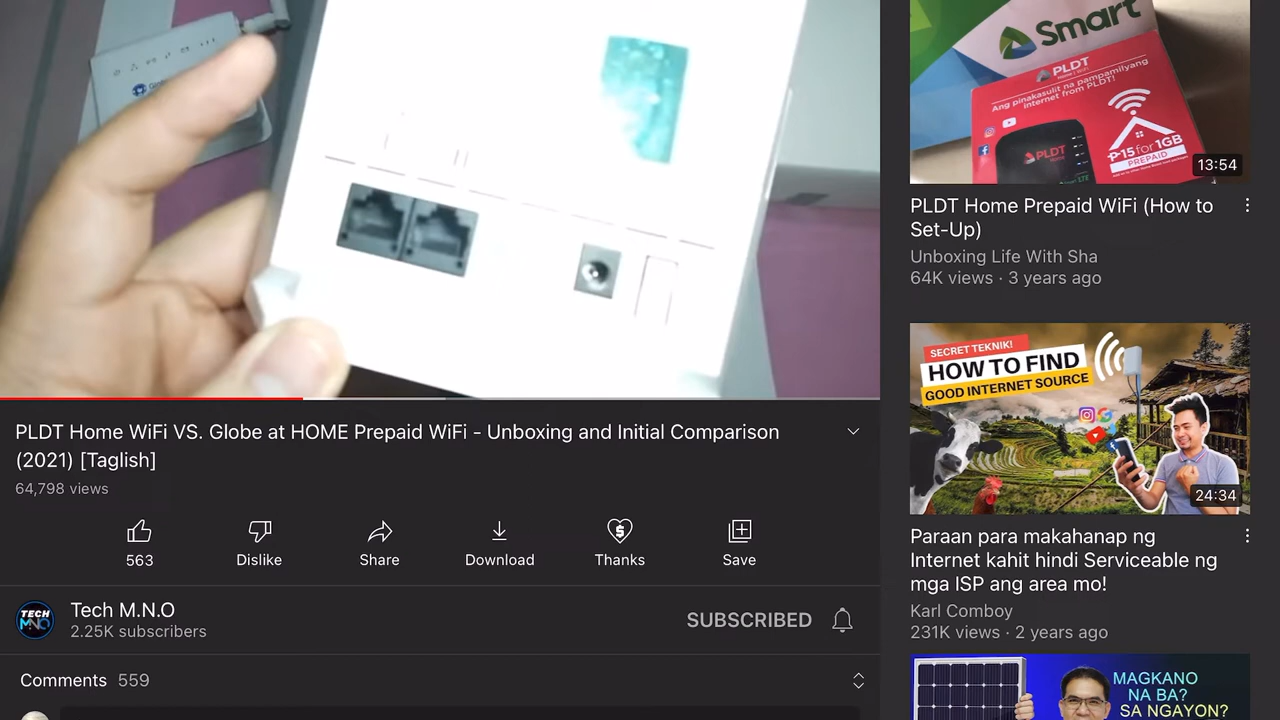 PLDT Home WiFi VS. Globe at HOME Prepaid WiFi - Unboxing and Initial Comparison
(2021) [Taglish]
64,798 views
563
Dislike
Share
Download
Thanks
Save
TECH
M.N.O
Tech M.N.O
2.25K subscribers
SUBSCRIBED
Comments 559
Smart
PLDT
Ang pinakasulit na pampamilyang
internet from PLDT!
PLDT
₱15 for 1GB
PREPAID
13:54
PLDT Home Prepaid WiFi (How to
Set-Up)
Unboxing Life With Sha
64K views · 3 years ago
SECRET TEKNIK!
HOW TO FIND
GOOD INTERNET SOURCE
24:34
Paraan para makahanap ng
Internet kahit hindi Serviceable ng
mga ISP ang area mo!
Karl Comboy
231K views · 2 years ago
MAGKANO
NA BA?
SA NGAYON?